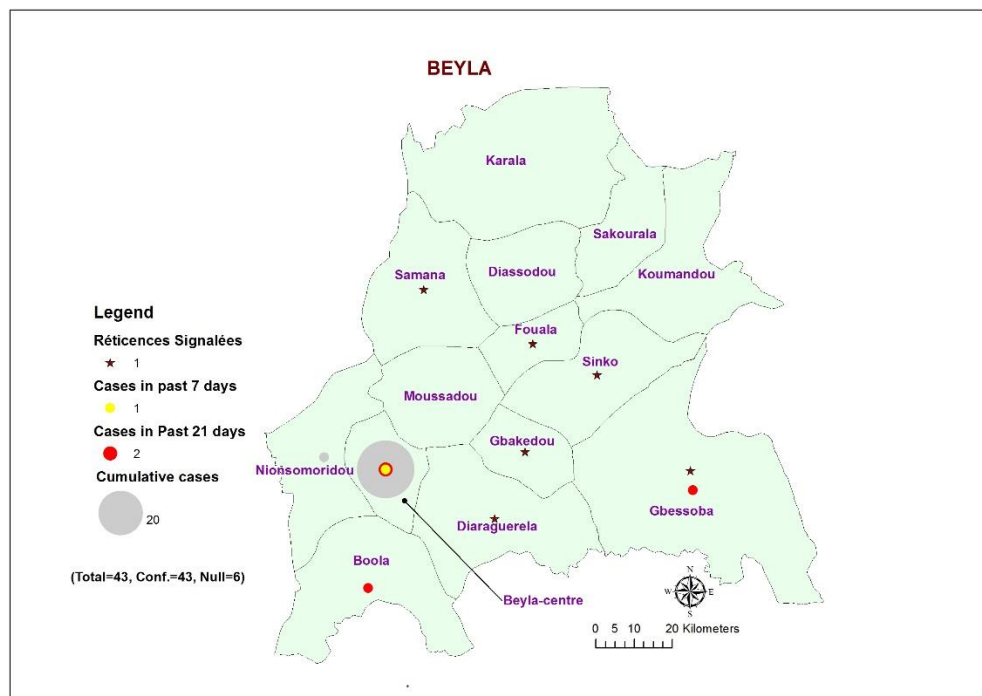 BEYLA
Karala
Sakourala
Samana
Diassodou
Koumandou
Legend
Fouala
Réticences Signalées
1
Sinko
Cases in past 7 days
Moussadou
1
Cases in Past 21 days
Gbakedou
2
Nionsomoridou
Cumulative cases
Gbessoba
20
Diaraguerela
Boola
(Total=43, Conf.=43, Null=6)
N
W E
S
Beyla-centre
0 5 10 20 Kilometers